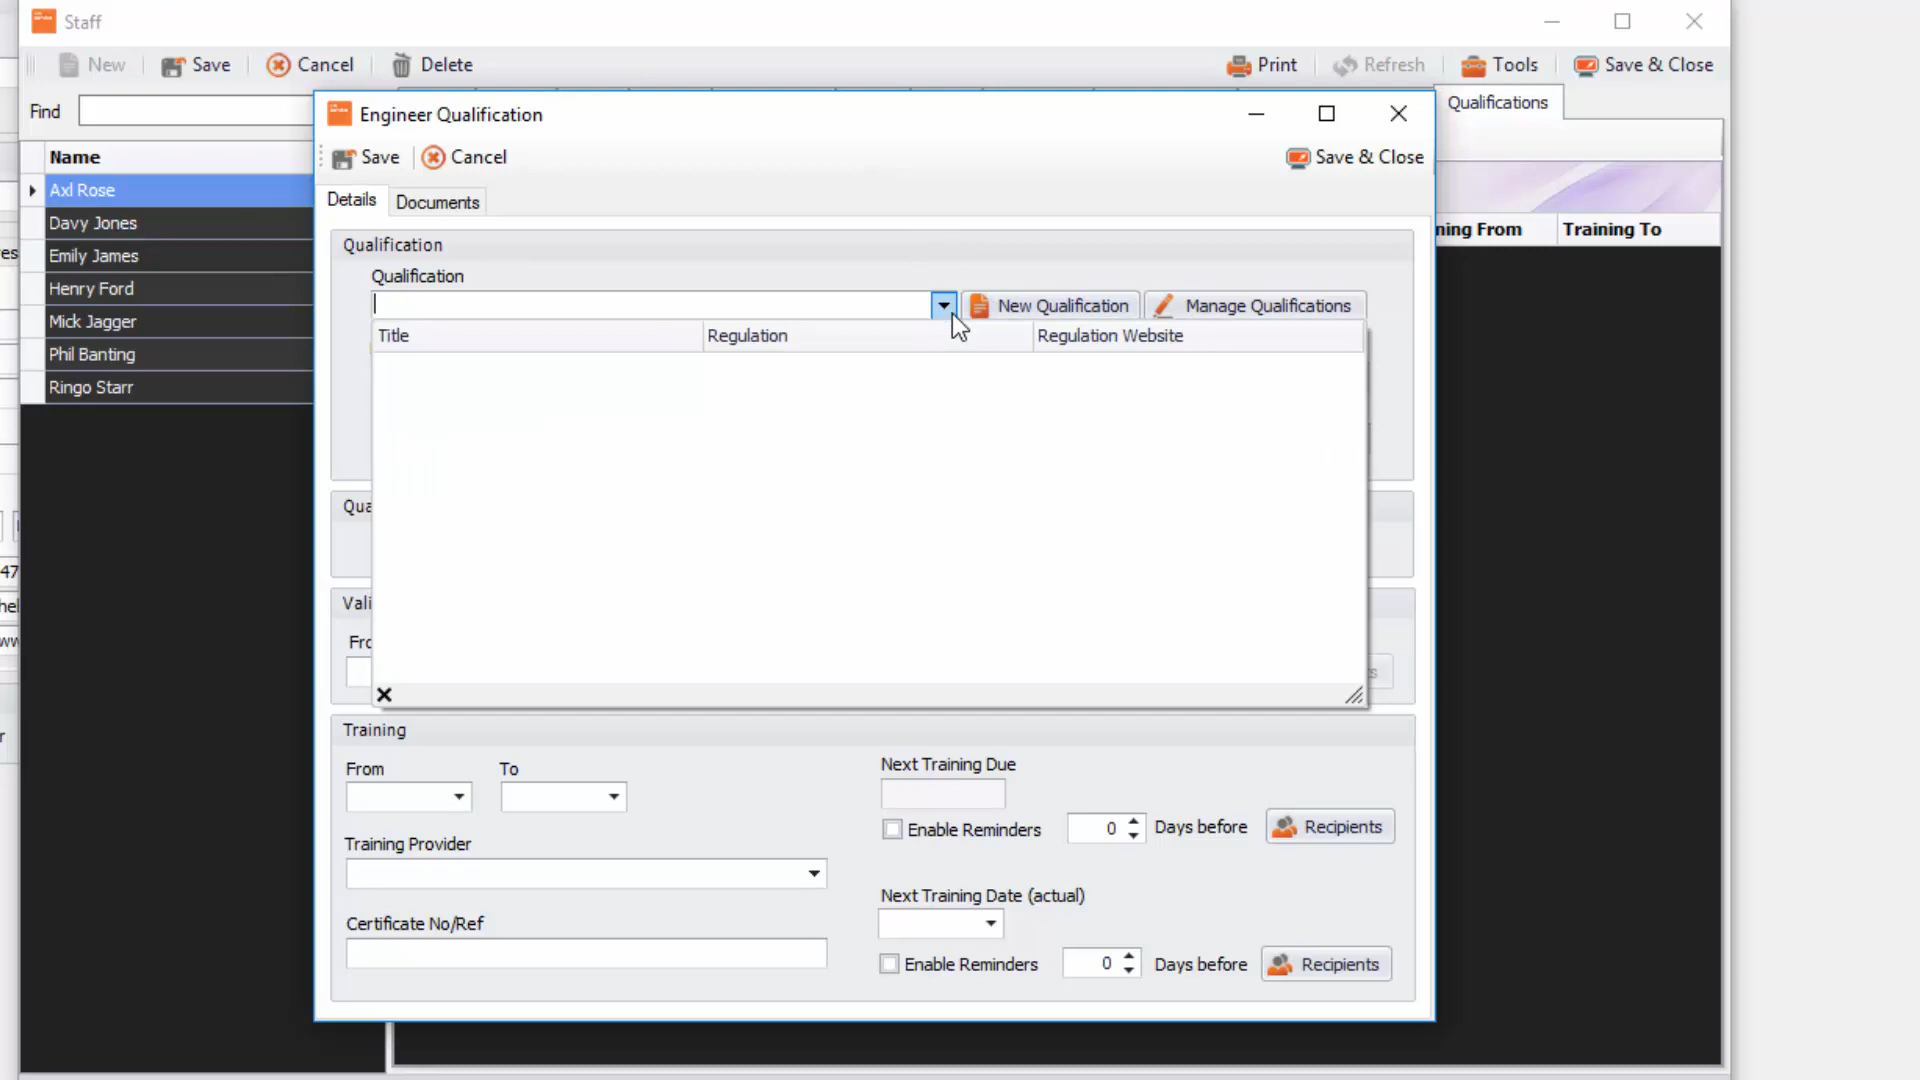 Staff
New Save Cancel Delete Print Refresh Tools Save & Close
Find
Qualifications
Name
Axl Rose
Davy Jones
Emily James
Henry Ford
Mick Jagger
Phil Banting
Ringo Starr
ning From Training To
Engineer Qualification
Save Cancel Save & Close
Details Documents
Qualification
Qualification
New Qualification Manage Qualifications
Title Regulation Regulation Website
Qua
Vali
Fro
Training
From To
Training Provider
Certificate No/Ref
Next Training Due
Enable Reminders 0 Days before Recipients
Next Training Date (actual)
Enable Reminders 0 Days before Recipients
es
47
hel
ww
r